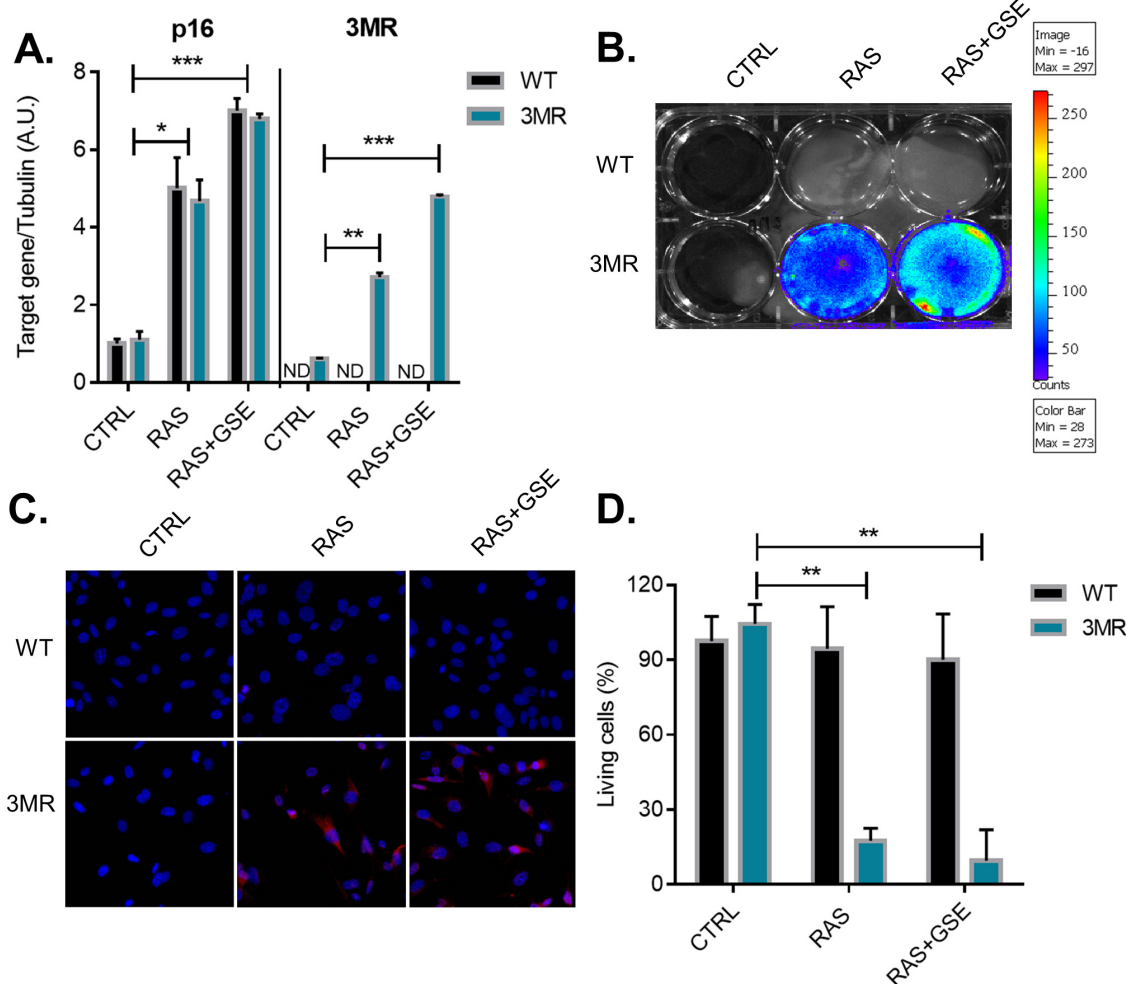 A.
p16
3MR
Target gene/Tubulin (A.U.)
8
6
4
2
0
***
*
***
**
ND
ND
ND
CTRL
RAS
RAS+GSE
CTRL
RAS
RAS+GSE
WT
3MR
B.
CTRL
RAS
RAS+GSE
WT
3MR
Image
Min = -16
Max = 297
250
200
150
100
50
Counts
Color Bar
Min = 28
Max = 273
C.
CTRL
RAS
RAS+GSE
WT
3MR
D.
**
**
Living cells (%)
120
90
60
30
0
CTRL
RAS
RAS+GSE
WT
3MR